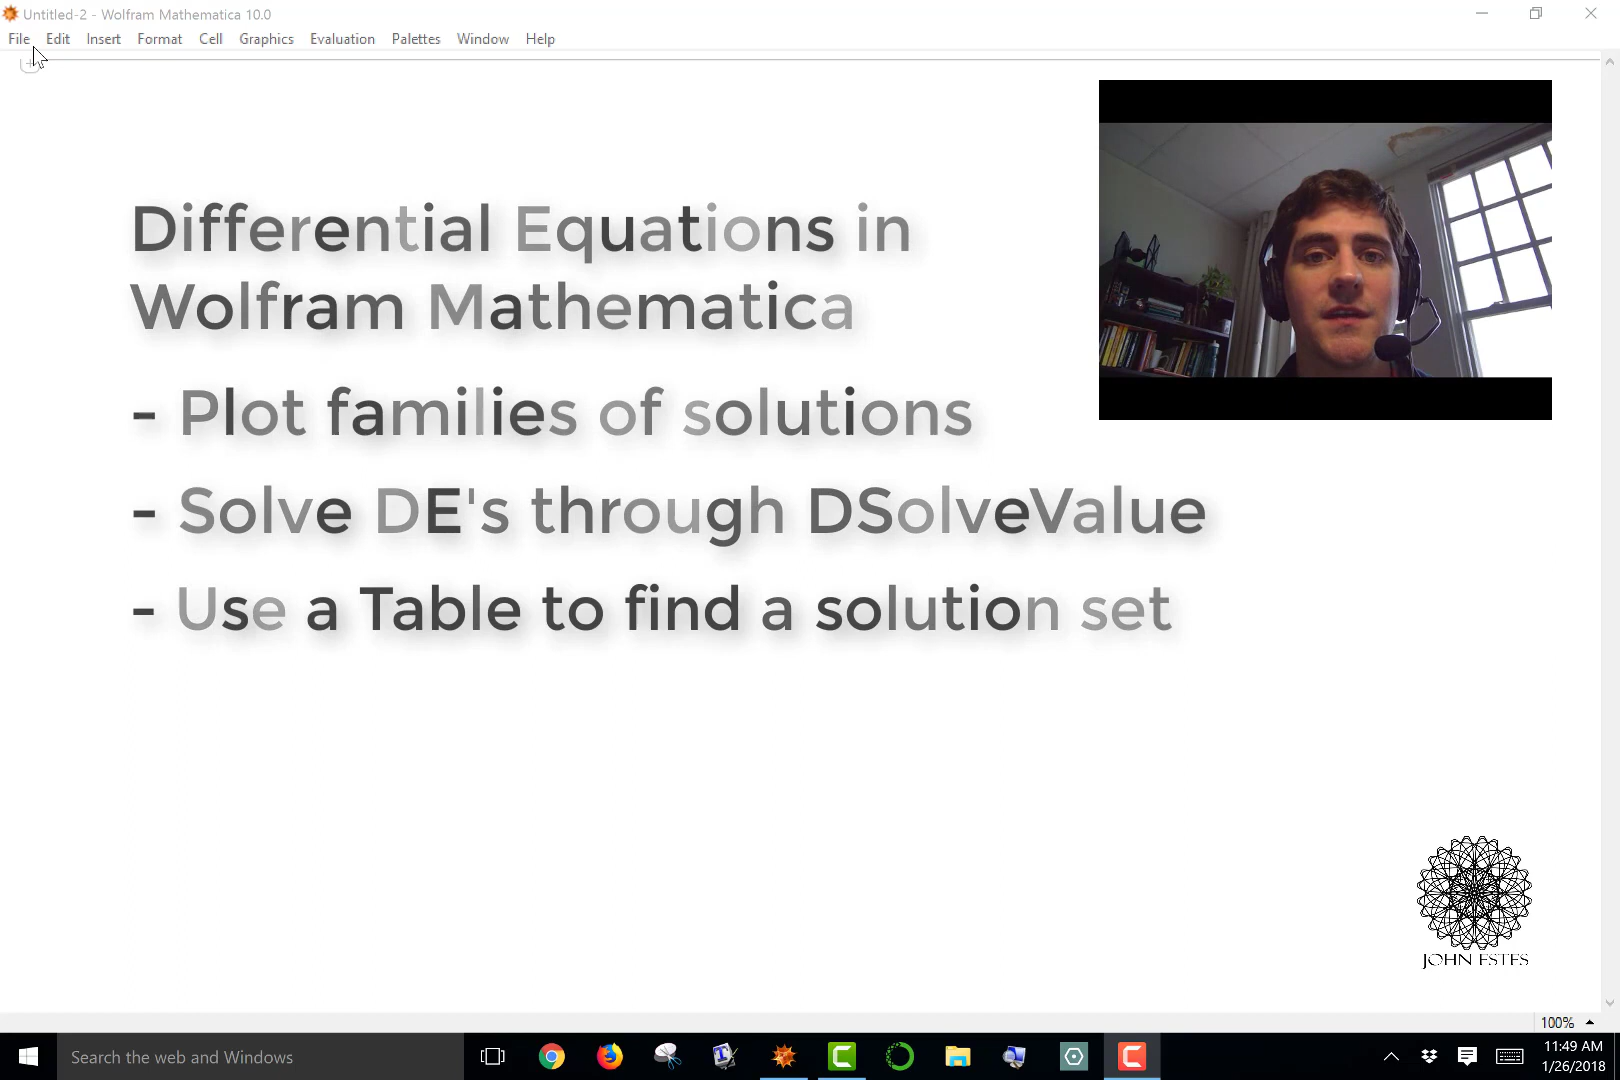 Untitled-2 - Wolfram Mathematica 10.0
File Edit Insert Format Cell Graphics Evaluation Palettes Window Help
Differential Equations in
Wolfram Mathematica
- Plot families of solutions
- Solve DE's through DSolveValue
- Use a Table to find a solution set
JOHN ESTES
100%
Search the web and Windows
11:49 AM
1/26/2018